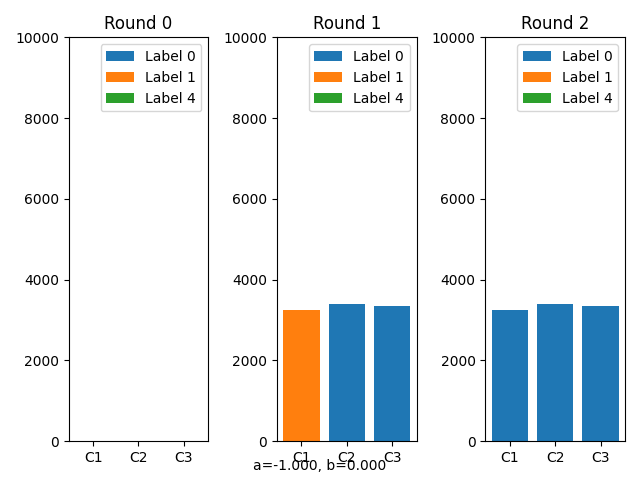 Round 0
Round 1
Round 2
10000
8000
6000
4000
2000
0
Label 0
Label 1
Label 4
C1 C2 C3
10000
8000
6000
4000
2000
0
Label 0
Label 1
Label 4
C1 C2 C3
10000
8000
6000
4000
2000
0
Label 0
Label 1
Label 4
C1 C2 C3
a=-1.000, b=0.000